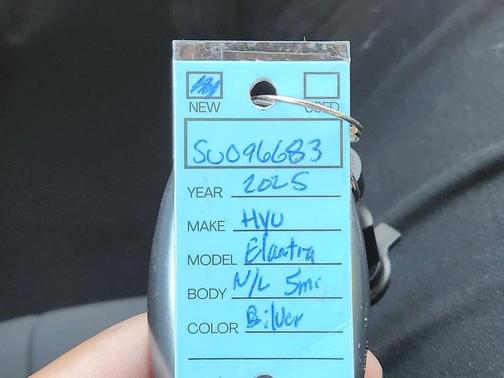 NEW USED
SU096683
YEAR 2025
MAKE HYU
MODEL Elantra
BODY N/L 5mi
COLOR Silver